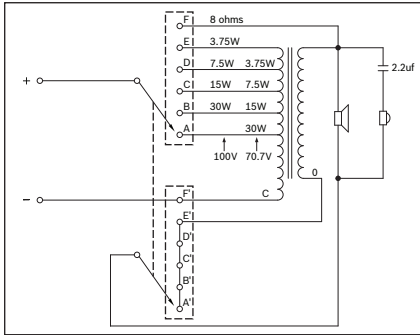 F 8 ohms
E 3.75W
D 7.5W 3.75W
C 15W 7.5W
B 30W 15W
A 30W
100V 70.7V
+
2.2uf
0
− F' C
E'
D'
C'
B'
A'